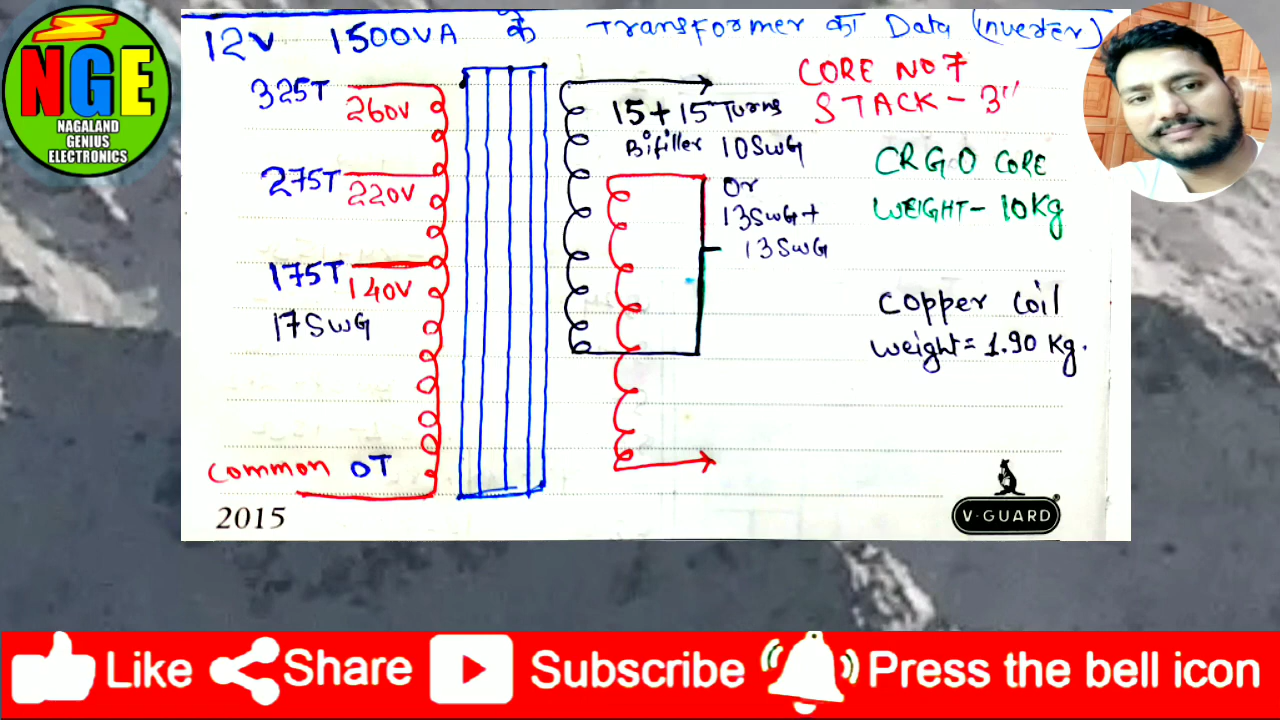 12V 1500VA के Transformer का Data (Inverter)
NGE
NAGALAND
GENIUS
ELECTRONICS
325T
260V
275T
220V
175T
140V
17SWG
Common OT
2015
15+15 Turns
Bifiller 10SWG
Or
13SWG+
13SWG
CORE NO 7
STACK - 3"
CRGO CORE
WEIGHT- 10Kg
Copper coil
weight = 1.90 Kg.
V-GUARD
Like Share Subscribe Press the bell icon